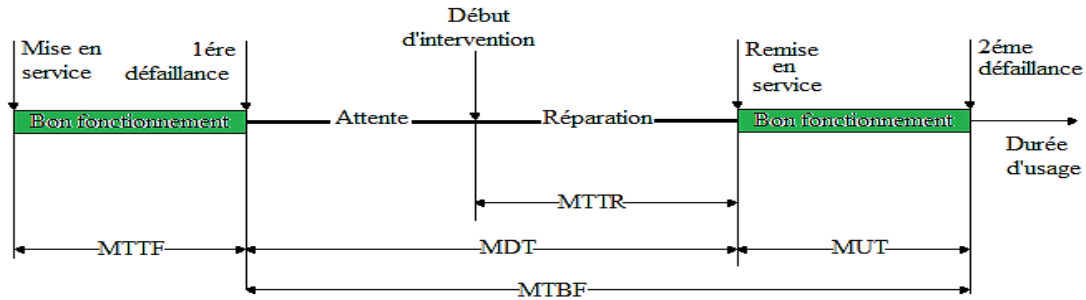 Début
d'intervention
Mise en
service
1ére
défaillance
Remise
en
service
2éme
défaillance
Bon fonctionnement
Attente
Réparation
Bon fonctionnement
Durée
d'usage
MTTR
MTTF
MDT
MUT
MTBF